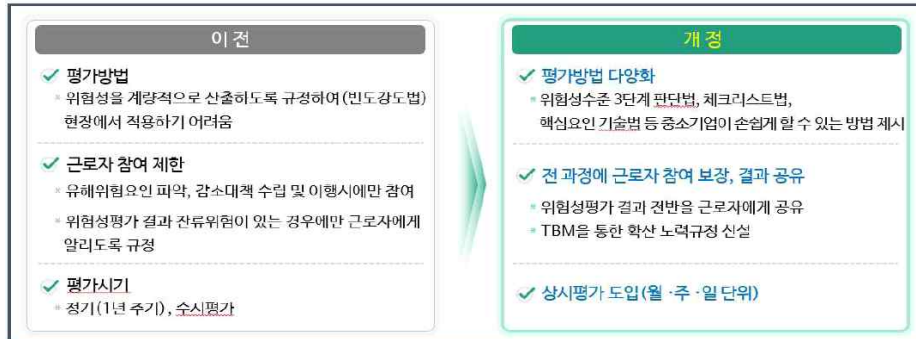 이 전
평가방법
위험성을 계량적으로 산출하도록 규정하여(빈도강도법)
현장에서 적용하기 어려움
근로자 참여 제한
유해위험요인 파악, 감소대책 수립 및 이행시에만 참여
위험성평가 결과 잔류위험이 있는 경우에만 근로자에게
알리도록 규정
평가시기
정기(1년 주기), 수시평가
개 정
평가방법 다양화
위험성수준 3단계 판단법, 체크리스트법,
핵심요인 기술법 등 중소기업이 손쉽게 할 수 있는 방법 제시
전 과정에 근로자 참여 보장, 결과 공유
위험성평가 결과 전반을 근로자에게 공유
TBM을 통한 확산 노력규정 신설
상시평가 도입(월 ·주 ·일 단위)